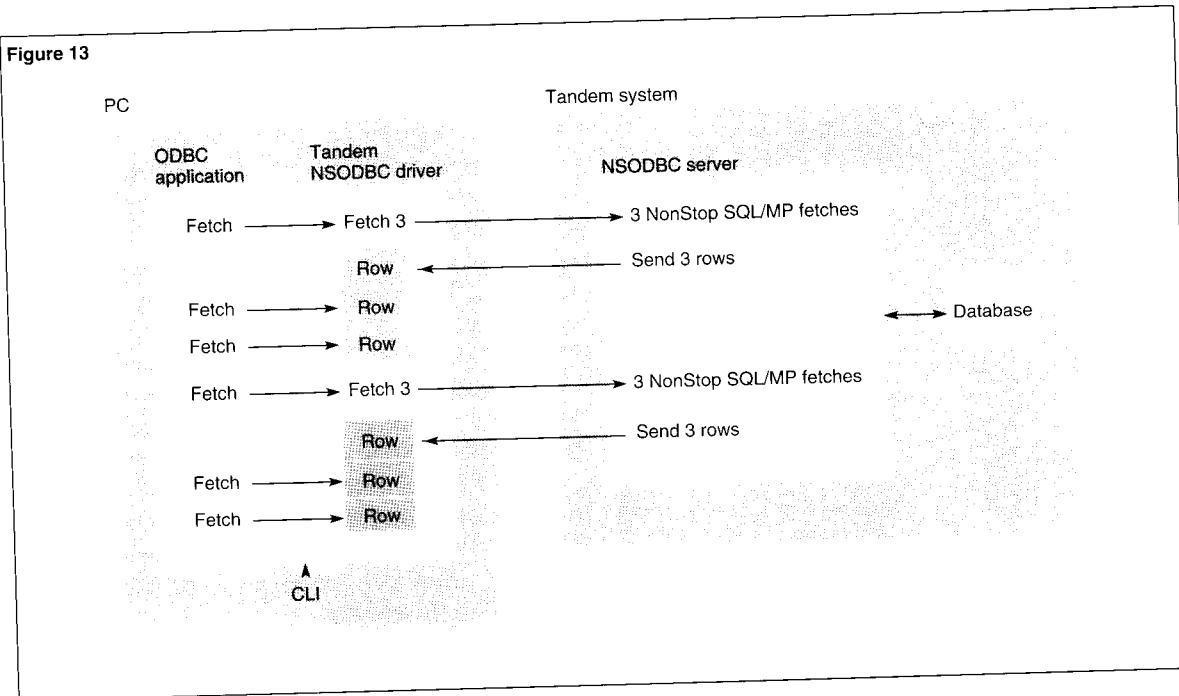 Figure 13
PC
Tandem system
ODBC
application
Tandem
NSODBC driver
NSODBC server
Fetch
Fetch 3
3 NonStop SQL/MP fetches
Row
Send 3 rows
Fetch
Row
Database
Fetch
Row
Fetch
Fetch 3
3 NonStop SQL/MP fetches
Row
Send 3 rows
Fetch
Row
Fetch
Row
CLI